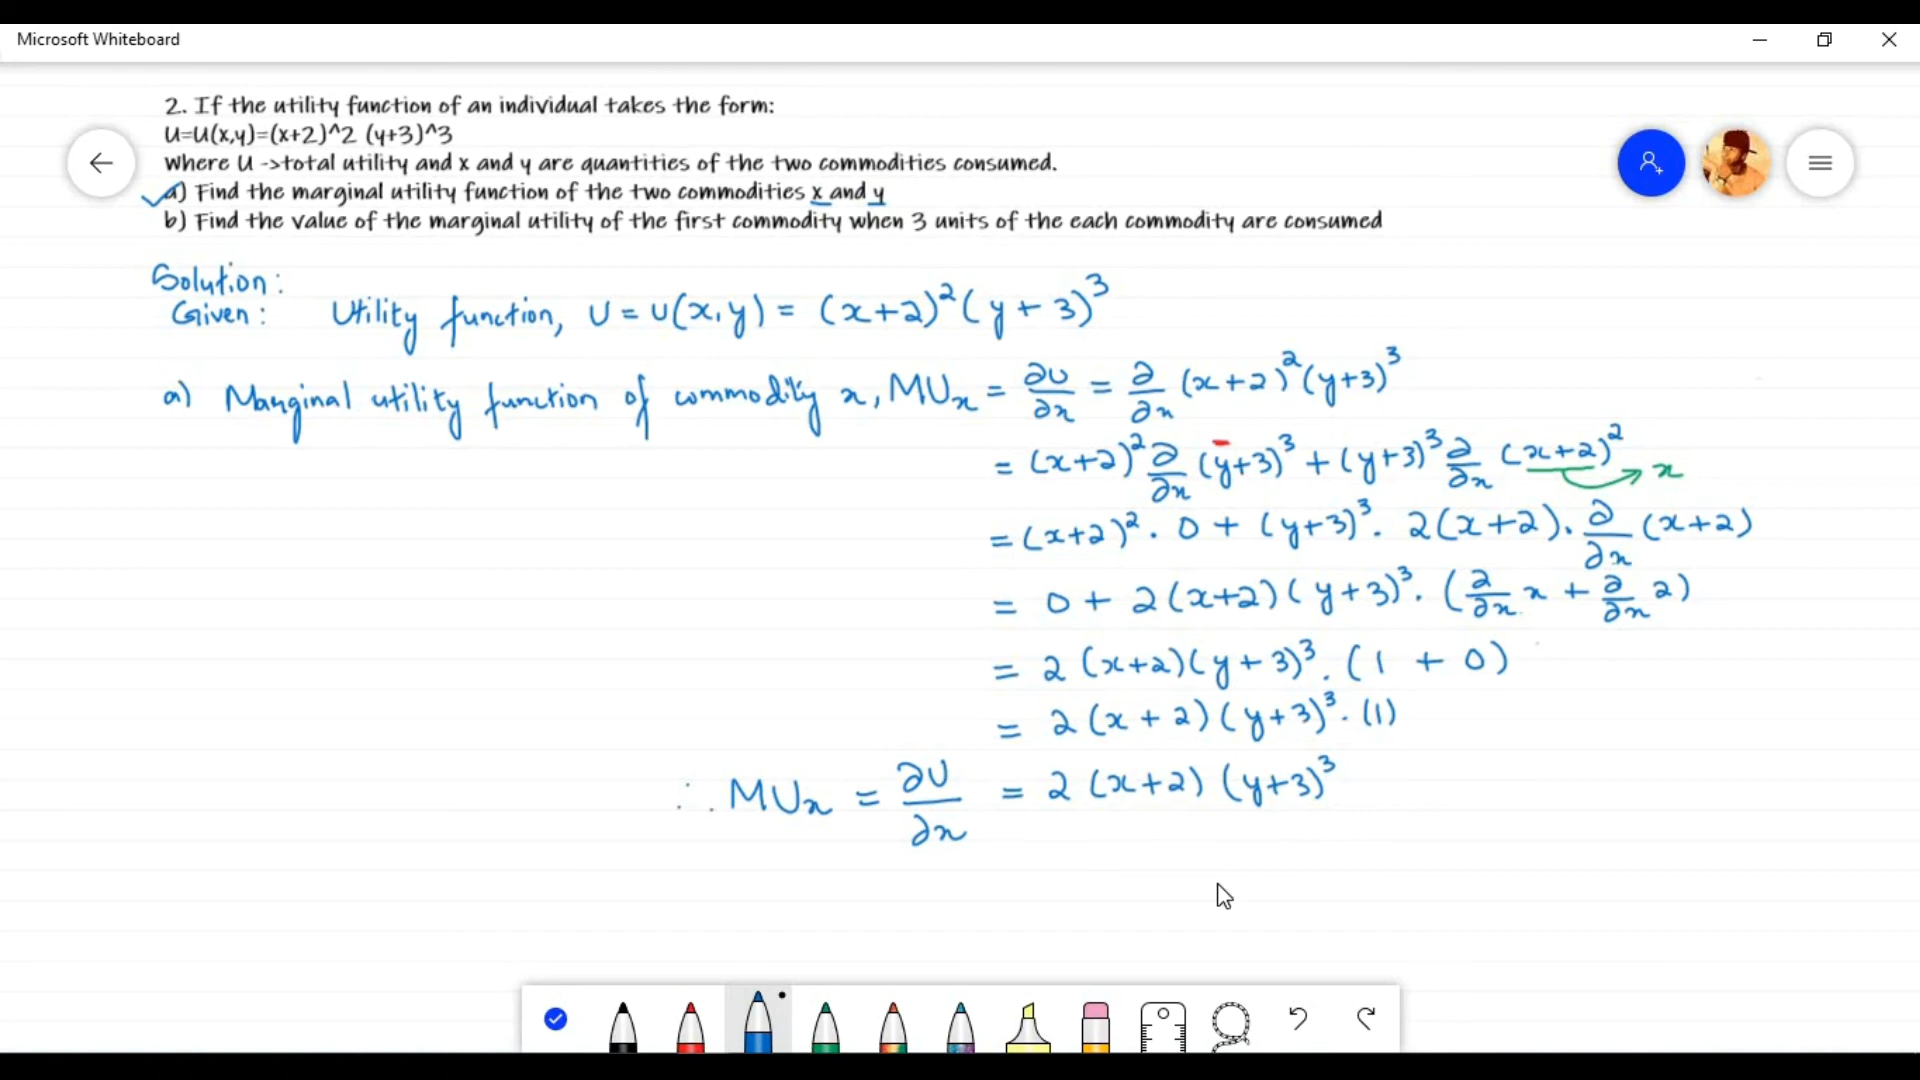 Microsoft Whiteboard
2. If the utility function of an individual takes the form:
U=U(x,y)=(x+2)^2 (y+3)^3
Where U ->total utility and x and y are quantities of the two commodities consumed.
a) Find the marginal utility function of the two commodities x and y
b) Find the value of the marginal utility of the first commodity when 3 units of the each commodity are consumed
Solution:
Given: Utility function, U = U(x,y) = (x+2)²(y+3)³
a) Marginal utility function of commodity x, MUₓ = ∂U/∂x = ∂/∂x (x+2)²(y+3)³
= (x+2)² ∂/∂x (y+3)³ + (y+3)³ ∂/∂x (x+2)² → x
= (x+2)² · 0 + (y+3)³ · 2(x+2) · ∂/∂x (x+2)
= 0 + 2(x+2)(y+3)³ · (∂/∂x x + ∂/∂x 2)
= 2(x+2)(y+3)³ · (1 + 0)
= 2(x+2)(y+3)³ · (1)
∴ MUₓ = ∂U/∂x = 2(x+2)(y+3)³